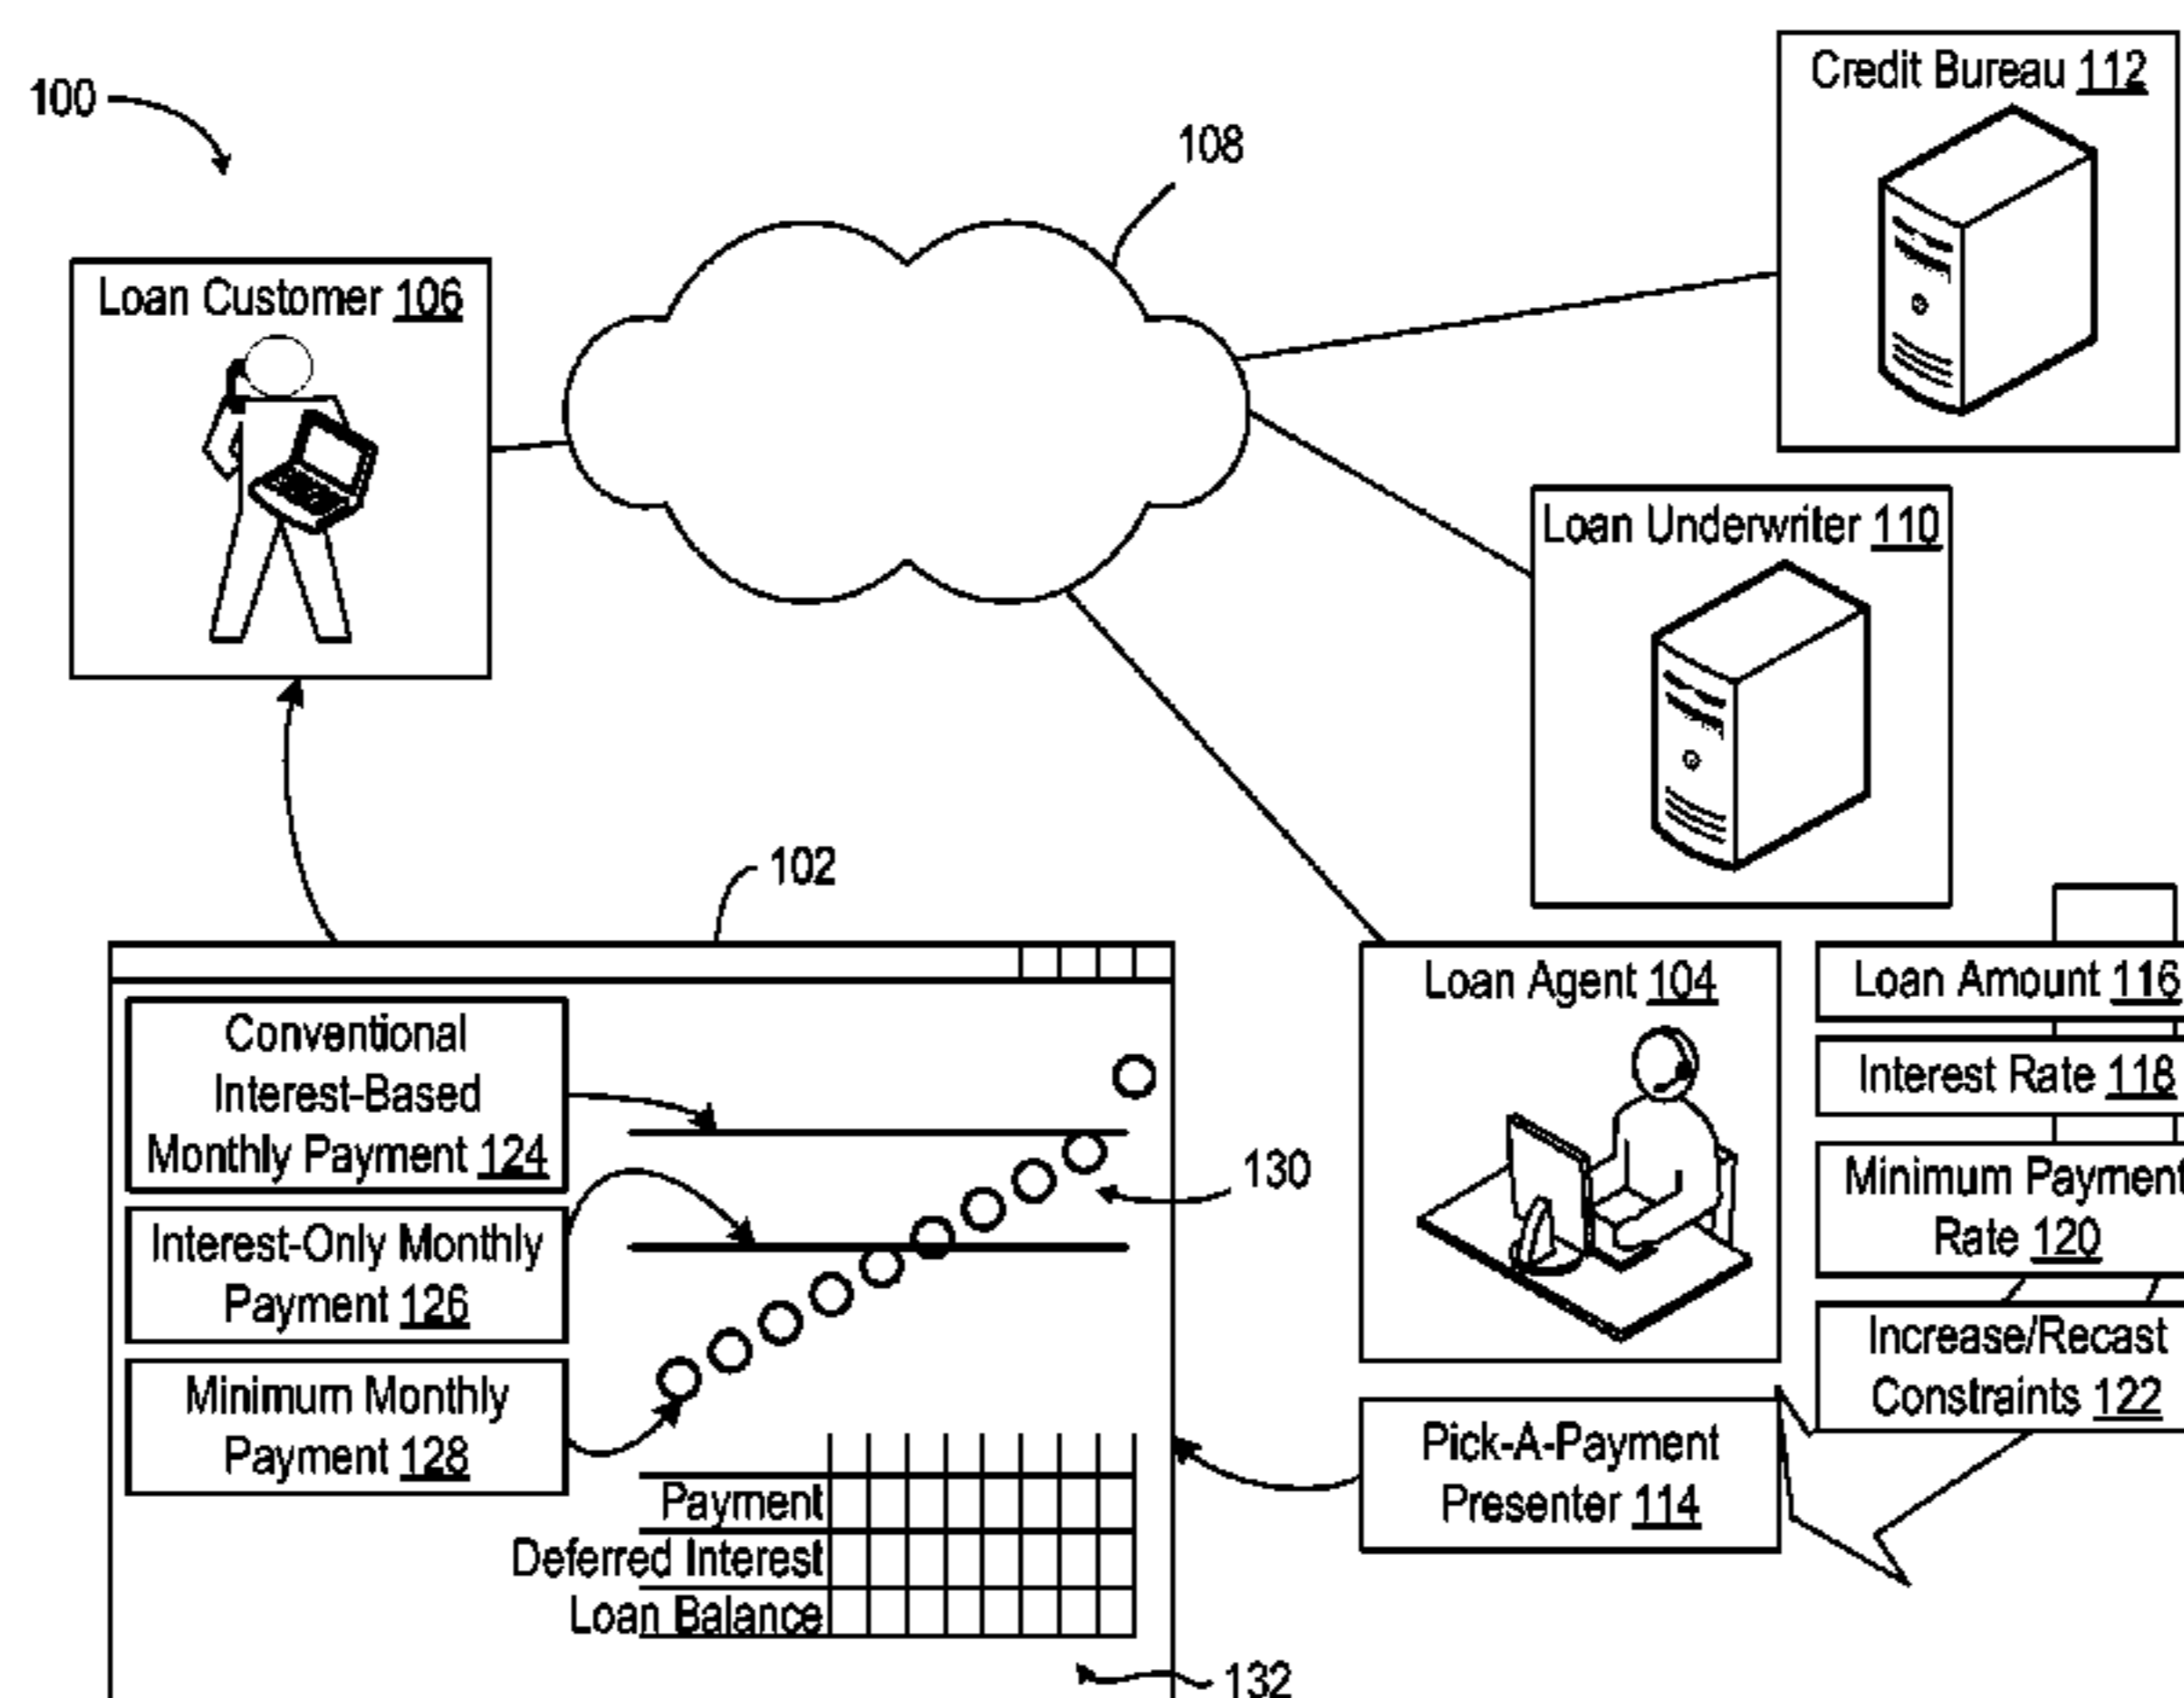 100
108
Credit Bureau 112
Loan Customer 106
Loan Underwriter 110
102
Conventional
Interest-Based
Monthly Payment 124
Interest-Only Monthly
Payment 126
Minimum Monthly
Payment 128
130
Payment
Deferred Interest
Loan Balance
132
Loan Agent 104
Pick-A-Payment
Presenter 114
Loan Amount 116
Interest Rate 118
Minimum Payment
Rate 120
Increase/Recast
Constraints 122